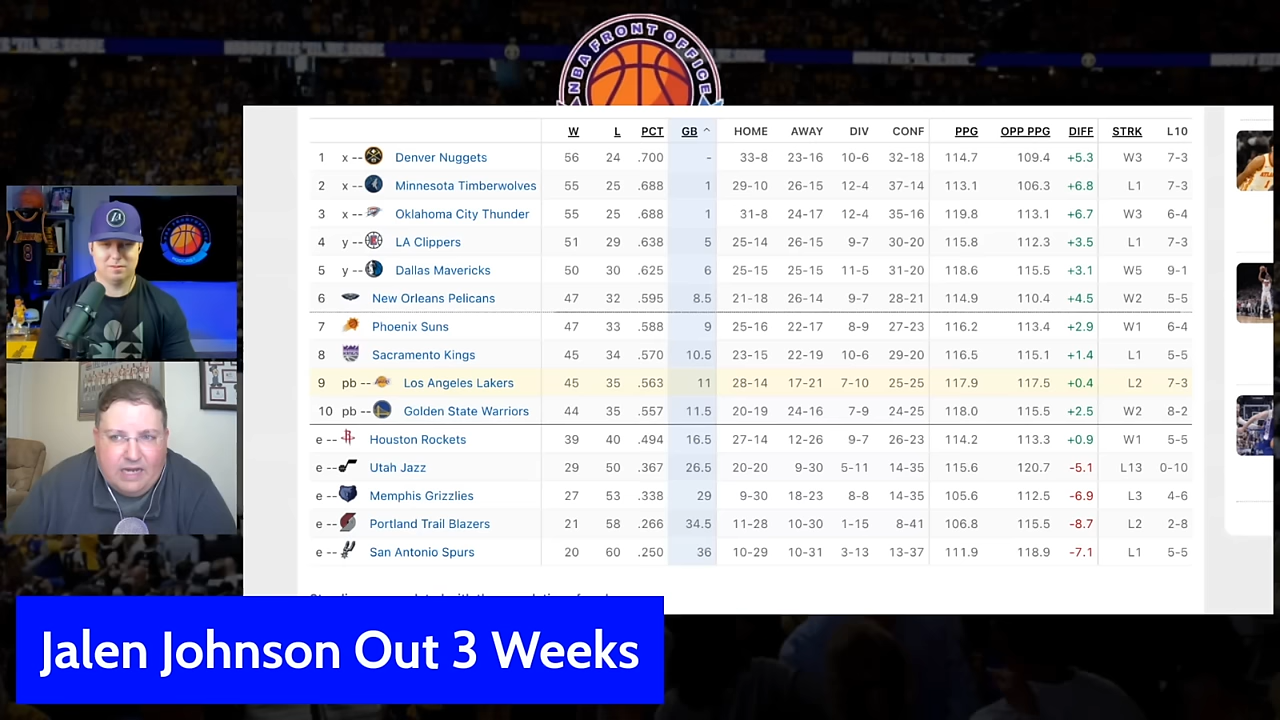 NBA FRONT OFFICE
W L PCT GB ^ HOME AWAY DIV CONF PPG OPP PPG DIFF STRK L10
1 x -- Denver Nuggets 56 24 .700 - 33-8 23-16 10-6 32-18 114.7 109.4 +5.3 W3 7-3
2 x -- Minnesota Timberwolves 55 25 .688 1 29-10 26-15 12-4 37-14 113.1 106.3 +6.8 L1 7-3
3 x -- Oklahoma City Thunder 55 25 .688 1 31-8 24-17 12-4 35-16 119.8 113.1 +6.7 W3 6-4
4 y -- LA Clippers 51 29 .638 5 25-14 26-15 9-7 30-20 115.8 112.3 +3.5 L1 7-3
5 y -- Dallas Mavericks 50 30 .625 6 25-15 25-15 11-5 31-20 118.6 115.5 +3.1 W5 9-1
6 New Orleans Pelicans 47 32 .595 8.5 21-18 26-14 9-7 28-21 114.9 110.4 +4.5 W2 5-5
7 Phoenix Suns 47 33 .588 9 25-16 22-17 8-9 27-23 116.2 113.4 +2.9 W1 6-4
8 Sacramento Kings 45 34 .570 10.5 23-15 22-19 10-6 29-20 116.5 115.1 +1.4 L1 5-5
9 pb -- Los Angeles Lakers 45 35 .563 11 28-14 17-21 7-10 25-25 117.9 117.5 +0.4 L2 7-3
10 pb -- Golden State Warriors 44 35 .557 11.5 20-19 24-16 7-9 24-25 118.0 115.5 +2.5 W2 8-2
e -- Houston Rockets 39 40 .494 16.5 27-14 12-26 9-7 26-23 114.2 113.3 +0.9 W1 5-5
e -- Utah Jazz 29 50 .367 26.5 20-20 9-30 5-11 14-35 115.6 120.7 -5.1 L13 0-10
e -- Memphis Grizzlies 27 53 .338 29 9-30 18-23 8-8 14-35 105.6 112.5 -6.9 L3 4-6
e -- Portland Trail Blazers 21 58 .266 34.5 11-28 10-30 1-15 8-41 106.8 115.5 -8.7 L2 2-8
e -- San Antonio Spurs 20 60 .250 36 10-29 10-31 3-13 13-37 111.9 118.9 -7.1 L1 5-5
Jalen Johnson Out 3 Weeks